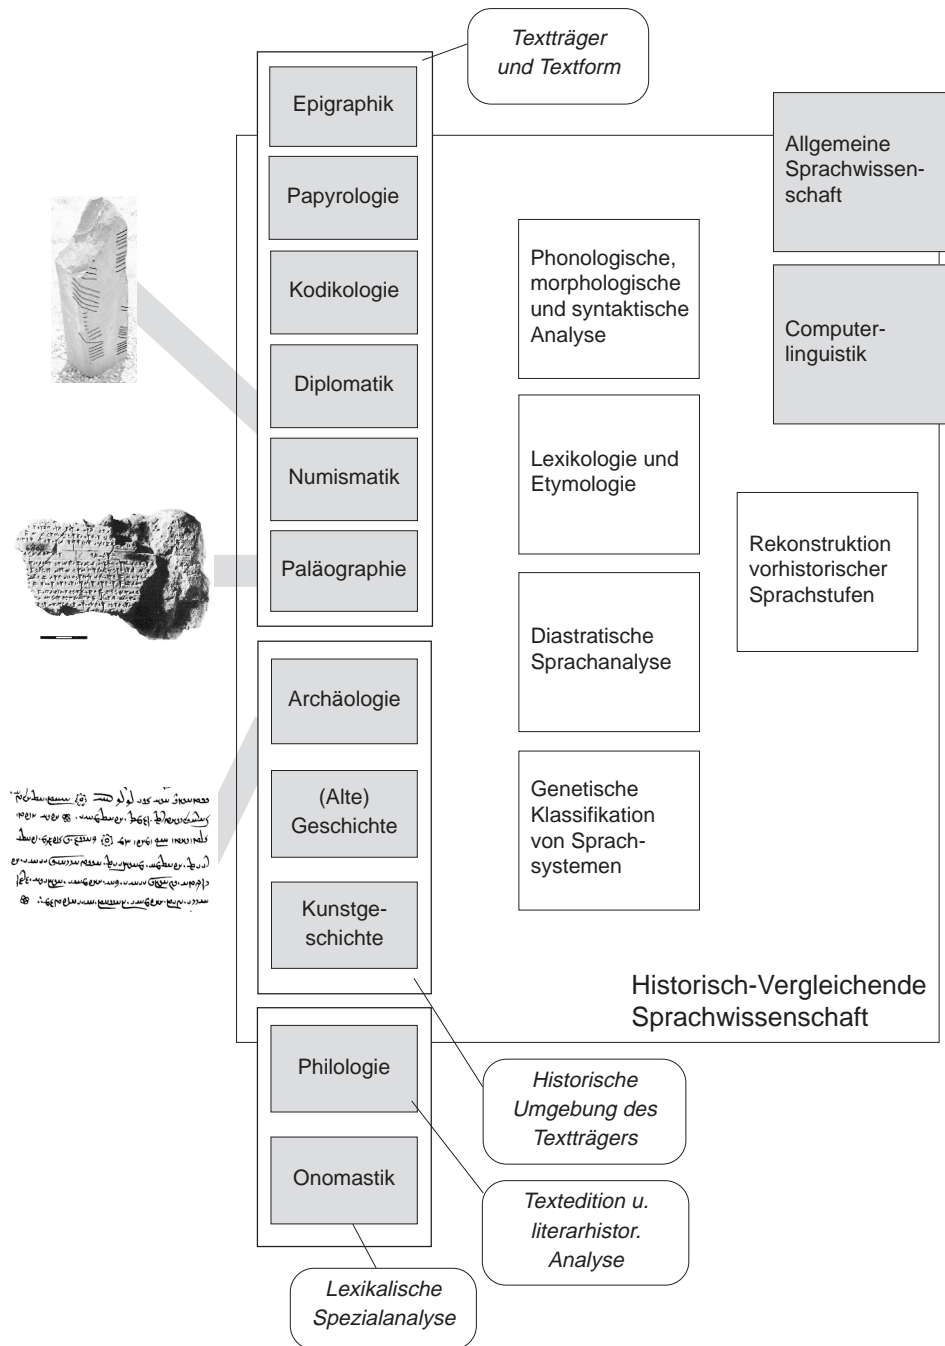 Textträger
und Textform
Epigraphik
Papyrologie
Kodikologie
Diplomatik
Numismatik
Paläographie
Archäologie
(Alte)
Geschichte
Kunstge-
schichte
Philologie
Onomastik
Phonologische,
morphologische
und syntaktische
Analyse
Lexikologie und
Etymologie
Diastratische
Sprachanalyse
Genetische
Klassifikation
von Sprach-
systemen
Allgemeine
Sprachwissen-
schaft
Computer-
linguistik
Rekonstruktion
vorhistorischer
Sprachstufen
Historisch-Vergleichende
Sprachwissenschaft
Historische
Umgebung des
Textträgers
Textedition u.
literarhistor.
Analyse
Lexikalische
Spezialanalyse